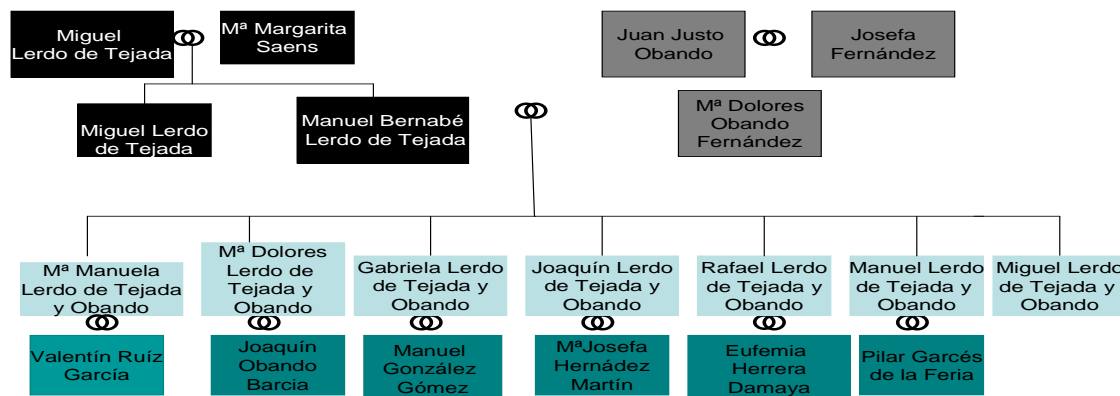 Miguel
Lerdo de Tejada
Mª Margarita
Saens
Juan Justo
Obando
Josefa
Fernández
Miguel Lerdo
de Tejada
Manuel Bernabé
Lerdo de Tejada
Mª Dolores
Obando
Fernández
Mª Manuela
Lerdo de Tejada
y Obando
Mª Dolores
Lerdo de
Tejada y
Obando
Gabriela Lerdo
de Tejada y
Obando
Joaquín Lerdo
de Tejada y
Obando
Rafael Lerdo
de Tejada y
Obando
Manuel Lerdo
de Tejada y
Obando
Miguel Lerdo
de Tejada y
Obando
Valentín Ruíz
García
Joaquín
Obando
Barcia
Manuel
González
Gómez
MªJosefa
Hernádez
Martín
Eufemia
Herrera
Damaya
Pilar Garcés
de la Feria